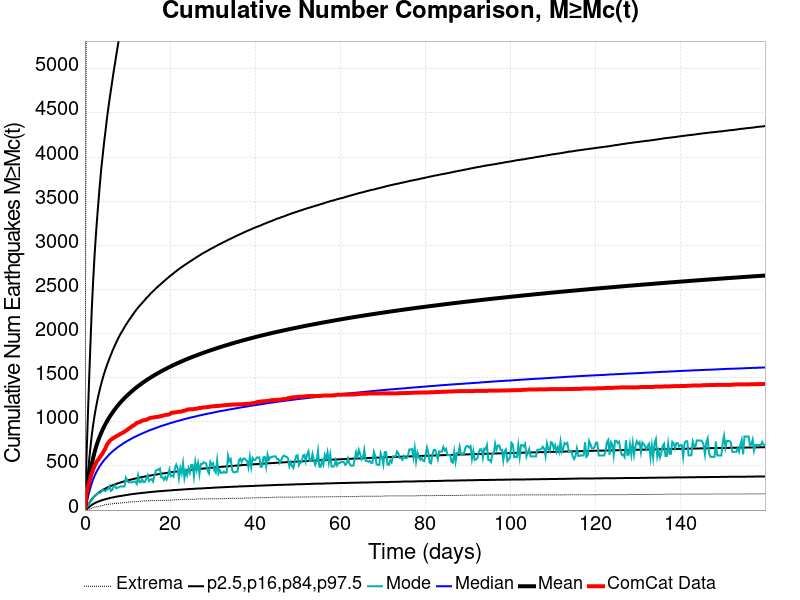 Cumulative Number Comparison, M≥Mc(t)
Cumulative Num Earthquakes M≥Mc(t)
5000
4500
4000
3500
3000
2500
2000
1500
1000
500
0
0 20 40 60 80 100 120 140
Time (days)
Extrema p2.5,p16,p84,p97.5 Mode Median Mean ComCat Data